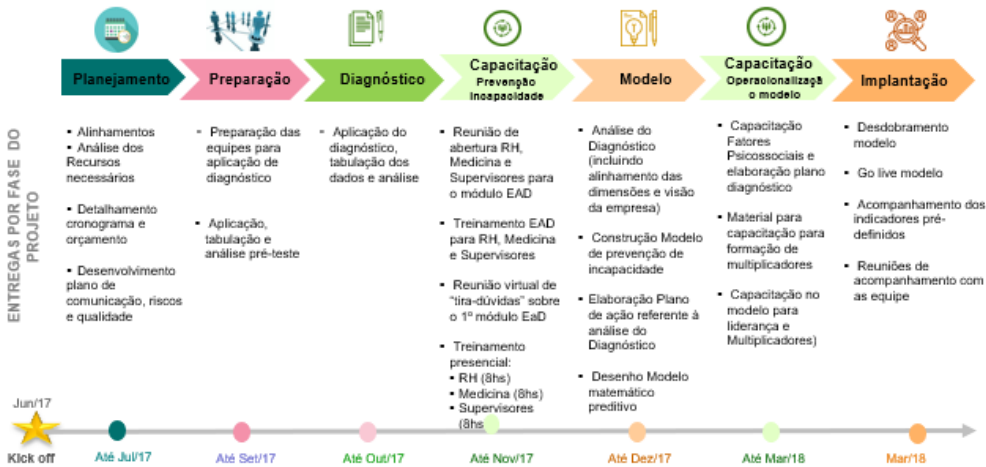 Planejamento
Preparação
Diagnóstico
Capacitação
Prevenção
Incapacidade
Modelo
Capacitação
Operacionalizaçã
o modelo
Implantação
ENTREGAS POR FASE DO
PROJETO
▪ Alinhamentos
▪ Análise dos
Recursos
necessários
▪ Detalhamento
cronograma e
orçamento
▪ Desenvolvimento
plano de
comunicação, riscos
e qualidade
▪ Preparação das
equipes para
aplicação de
diagnóstico
▪ Aplicação,
tabulação e
análise pré-teste
▪ Aplicação do
diagnóstico,
tabulação dos
dados e análise
▪ Reunião de
abertura RH,
Medicina e
Supervisores para
o módulo EAD
▪ Treinamento EAD
para RH, Medicina
e Supervisores
▪ Reunião virtual de
"tira-dúvidas" sobre
o 1º módulo EaD
▪ Treinamento
presencial:
▪ RH (8hs)
▪ Medicina (8hs)
▪ Supervisores
(8hs
▪ Análise do
Diagnóstico
(incluindo
alinhamento das
dimensões e visão
da empresa)
▪ Construção Modelo
de prevenção de
incapacidade
▪ Elaboração Plano
de ação referente à
análise do
Diagnóstico
▪ Desenho Modelo
matemático
preditivo
▪ Capacitação
Fatores
Psicossociais e
elaboração plano
diagnóstico
▪ Material para
capacitação para
formação de
multiplicadores
▪ Capacitação no
modelo para
liderança e
Multiplicadores)
▪ Desdobramento
modelo
▪ Go live modelo
▪ Acompanhamento dos
indicadores pré-
definidos
▪ Reuniões de
acompanhamento com
as equipe
Jun/17
Kick off
Até Jul/17
Até Set/17
Até Out/17
Até Nov/17
Até Dez/17
Até Mar/18
Mar/18